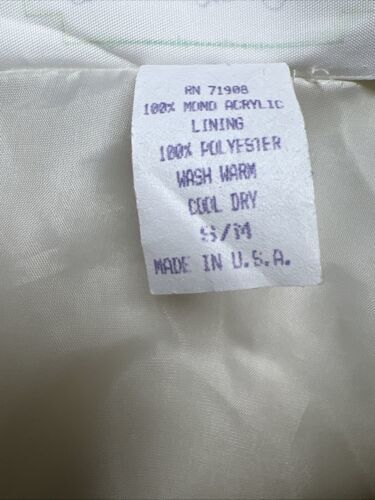 RN 71908
100% MONO ACRYLIC
LINING
100% POLYESTER
WASH WARM
COOL DRY
S/M
MADE IN U.S.A.